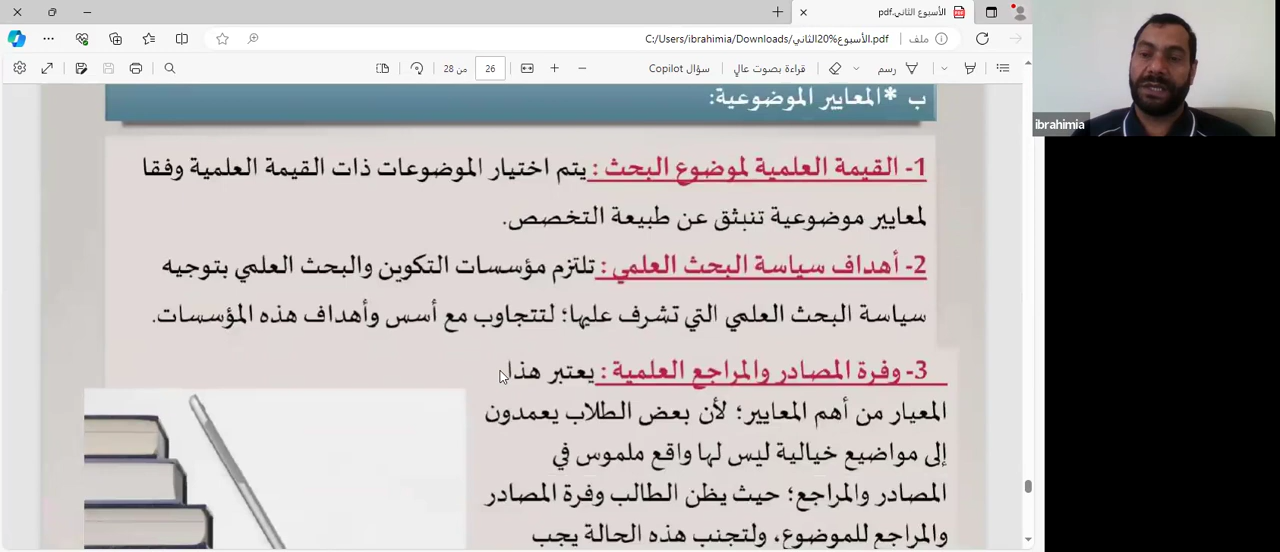 الأسبوع الثاني.pdf
ملف
C:/Users/ibrahimia/Downloads/الأسبوع%20الثاني.pdf
رسم
قراءة بصوت عالٍ
سؤال Copilot
26
من 28
ibrahimia
ب *المعايير الموضوعية:
1- القيمة العلمية لموضوع البحث : يتم اختيار الموضوعات ذات القيمة العلمية وفقا
لمعايير موضوعية تنبثق عن طبيعة التخصص.
2- أهداف سياسة البحث العلمي : تلتزم مؤسسات التكوين والبحث العلمي بتوجيه
سياسة البحث العلمي التي تشرف عليها؛ لتتجاوب مع أسس وأهداف هذه المؤسسات.
3- وفرة المصادر والمراجع العلمية : يعتبر هذا
المعيار من أهم المعايير؛ لأن بعض الطلاب يعمدون
إلى مواضيع خيالية ليس لها واقع ملموس في
المصادر والمراجع؛ حيث يظن الطالب وفرة المصادر
والمراجع للموضوع، ولتجنب هذه الحالة يجب